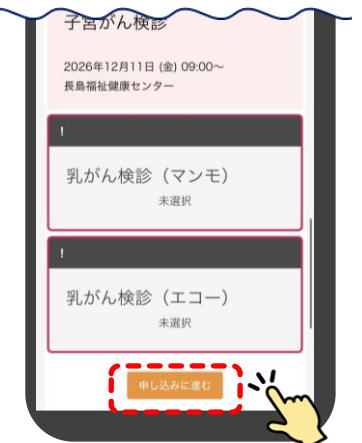 子宮がん検診
2026年12月11日 (金) 09:00～
長島福祉健康センター
!
乳がん検診（マンモ）
未選択
!
乳がん検診（エコー）
未選択
申し込みに進む